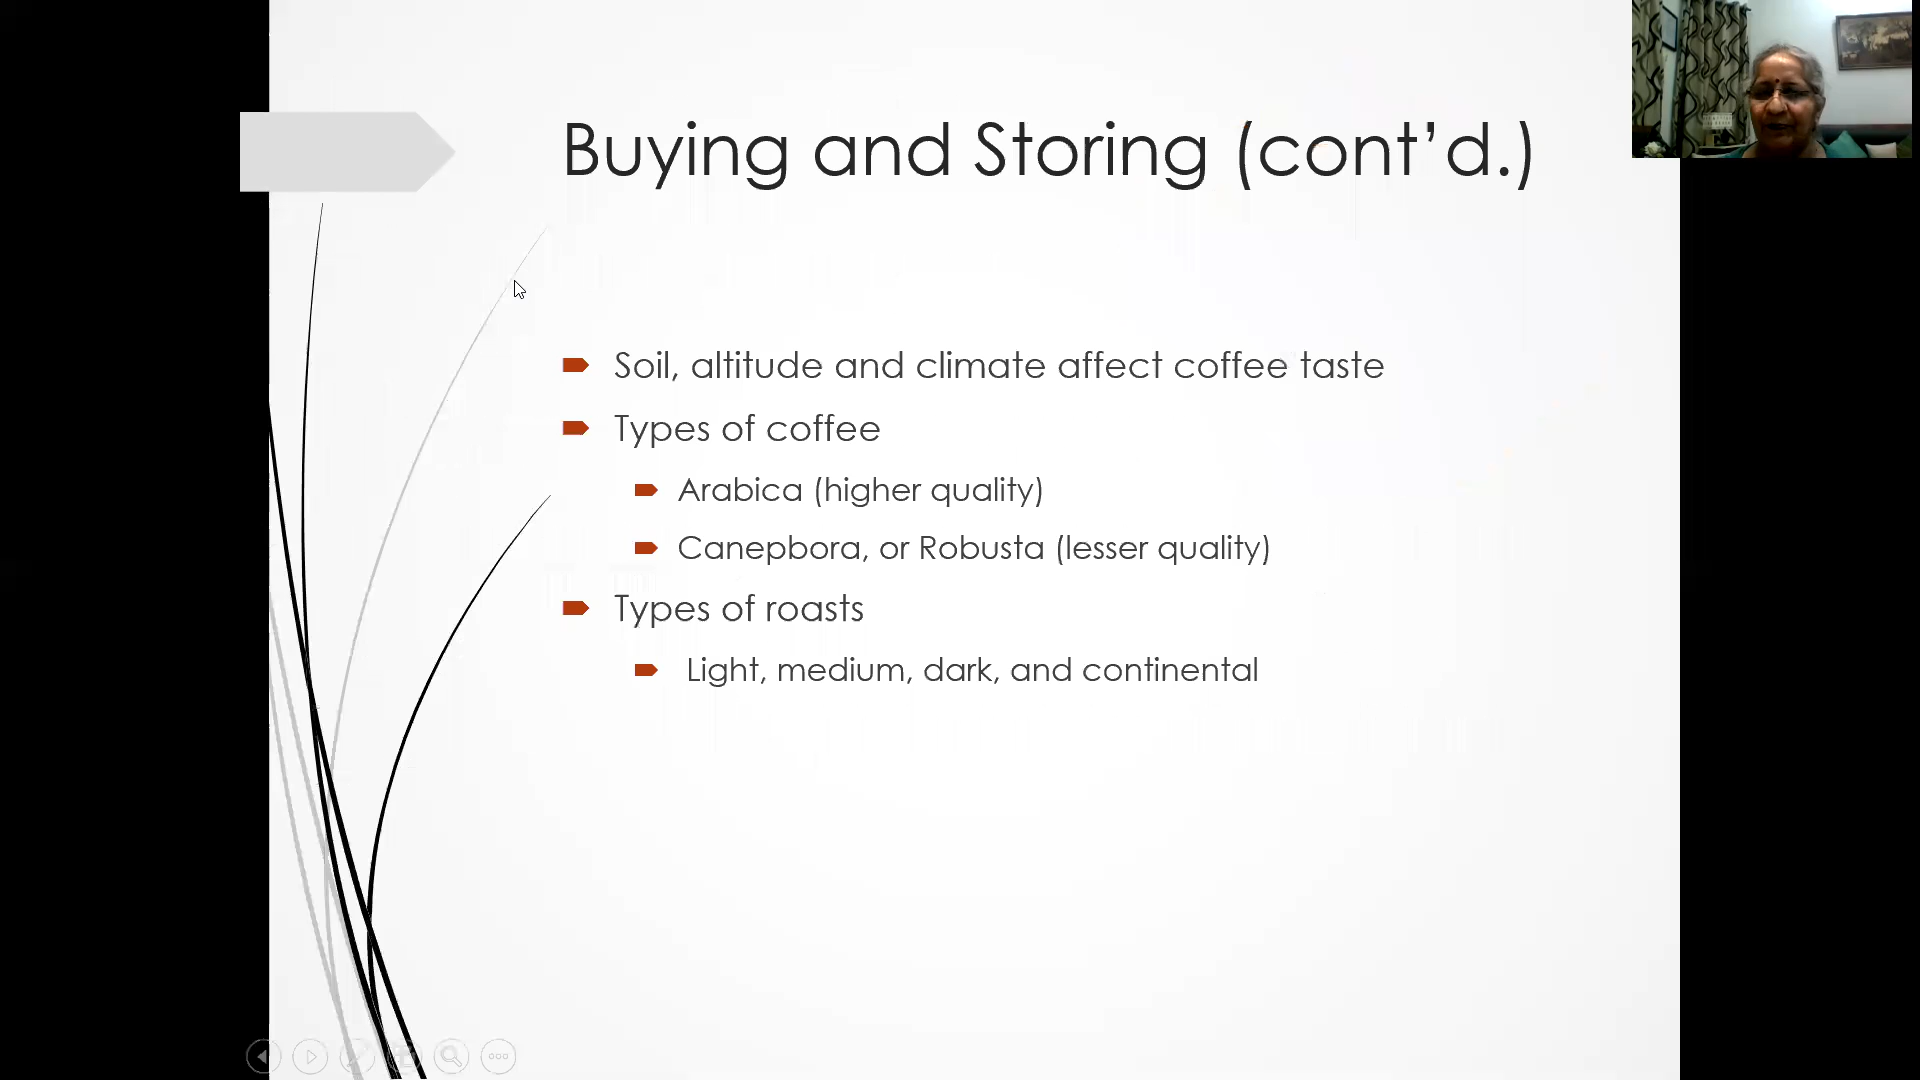 Buying and Storing (cont’d.)
Soil, altitude and climate affect coffee taste
Types of coffee
Arabica (higher quality)
Canepbora, or Robusta (lesser quality)
Types of roasts
Light, medium, dark, and continental